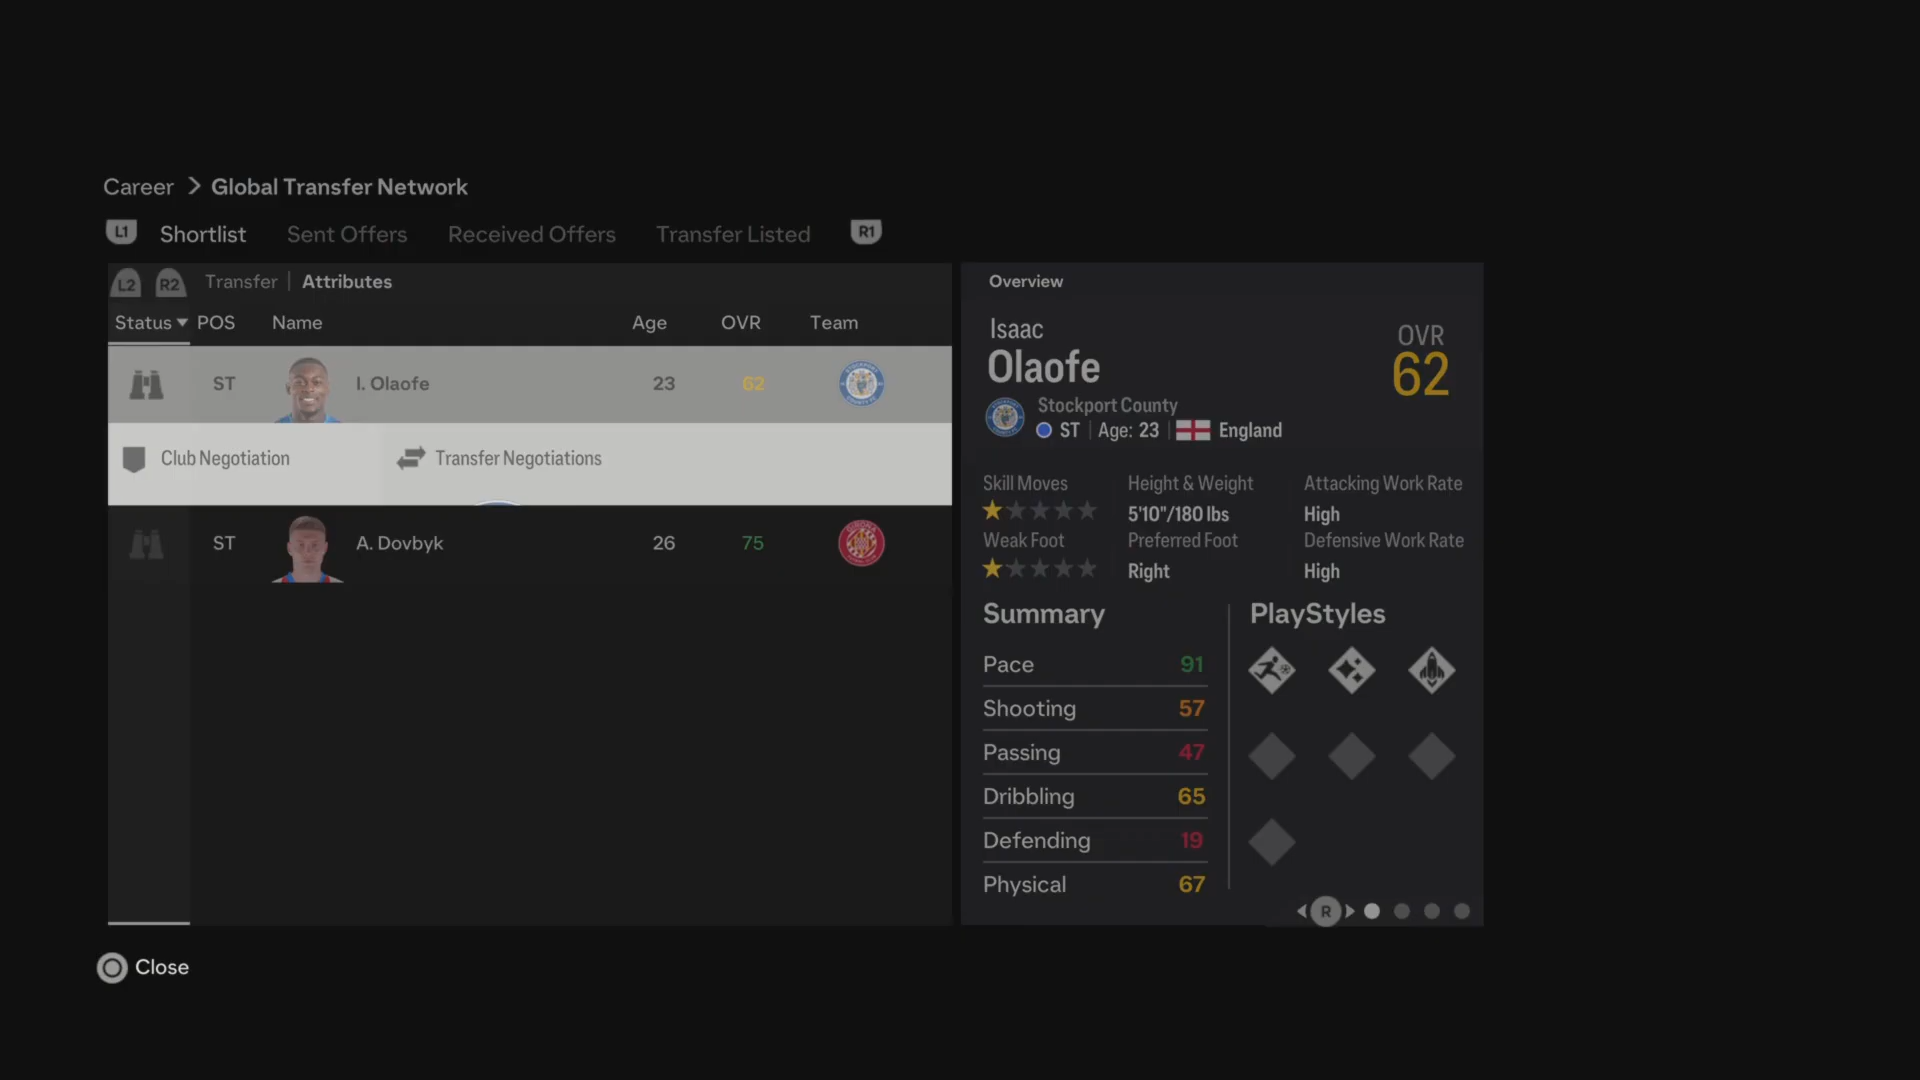 Career > Global Transfer Network
L1 Shortlist Sent Offers Received Offers Transfer Listed R1
L2 R2 Transfer | Attributes
Status POS Name Age OVR Team
ST I. Olaofe 23 62
Club Negotiation Transfer Negotiations
ST A. Dovbyk 26 75
Close
Overview
Isaac
Olaofe
OVR
62
Stockport County
ST | Age: 23 | England
Skill Moves Height & Weight Attacking Work Rate
5'10"/180 lbs High
Weak Foot Preferred Foot Defensive Work Rate
Right High
Summary
Pace 91
Shooting 57
Passing 47
Dribbling 65
Defending 19
Physical 67
PlayStyles
R